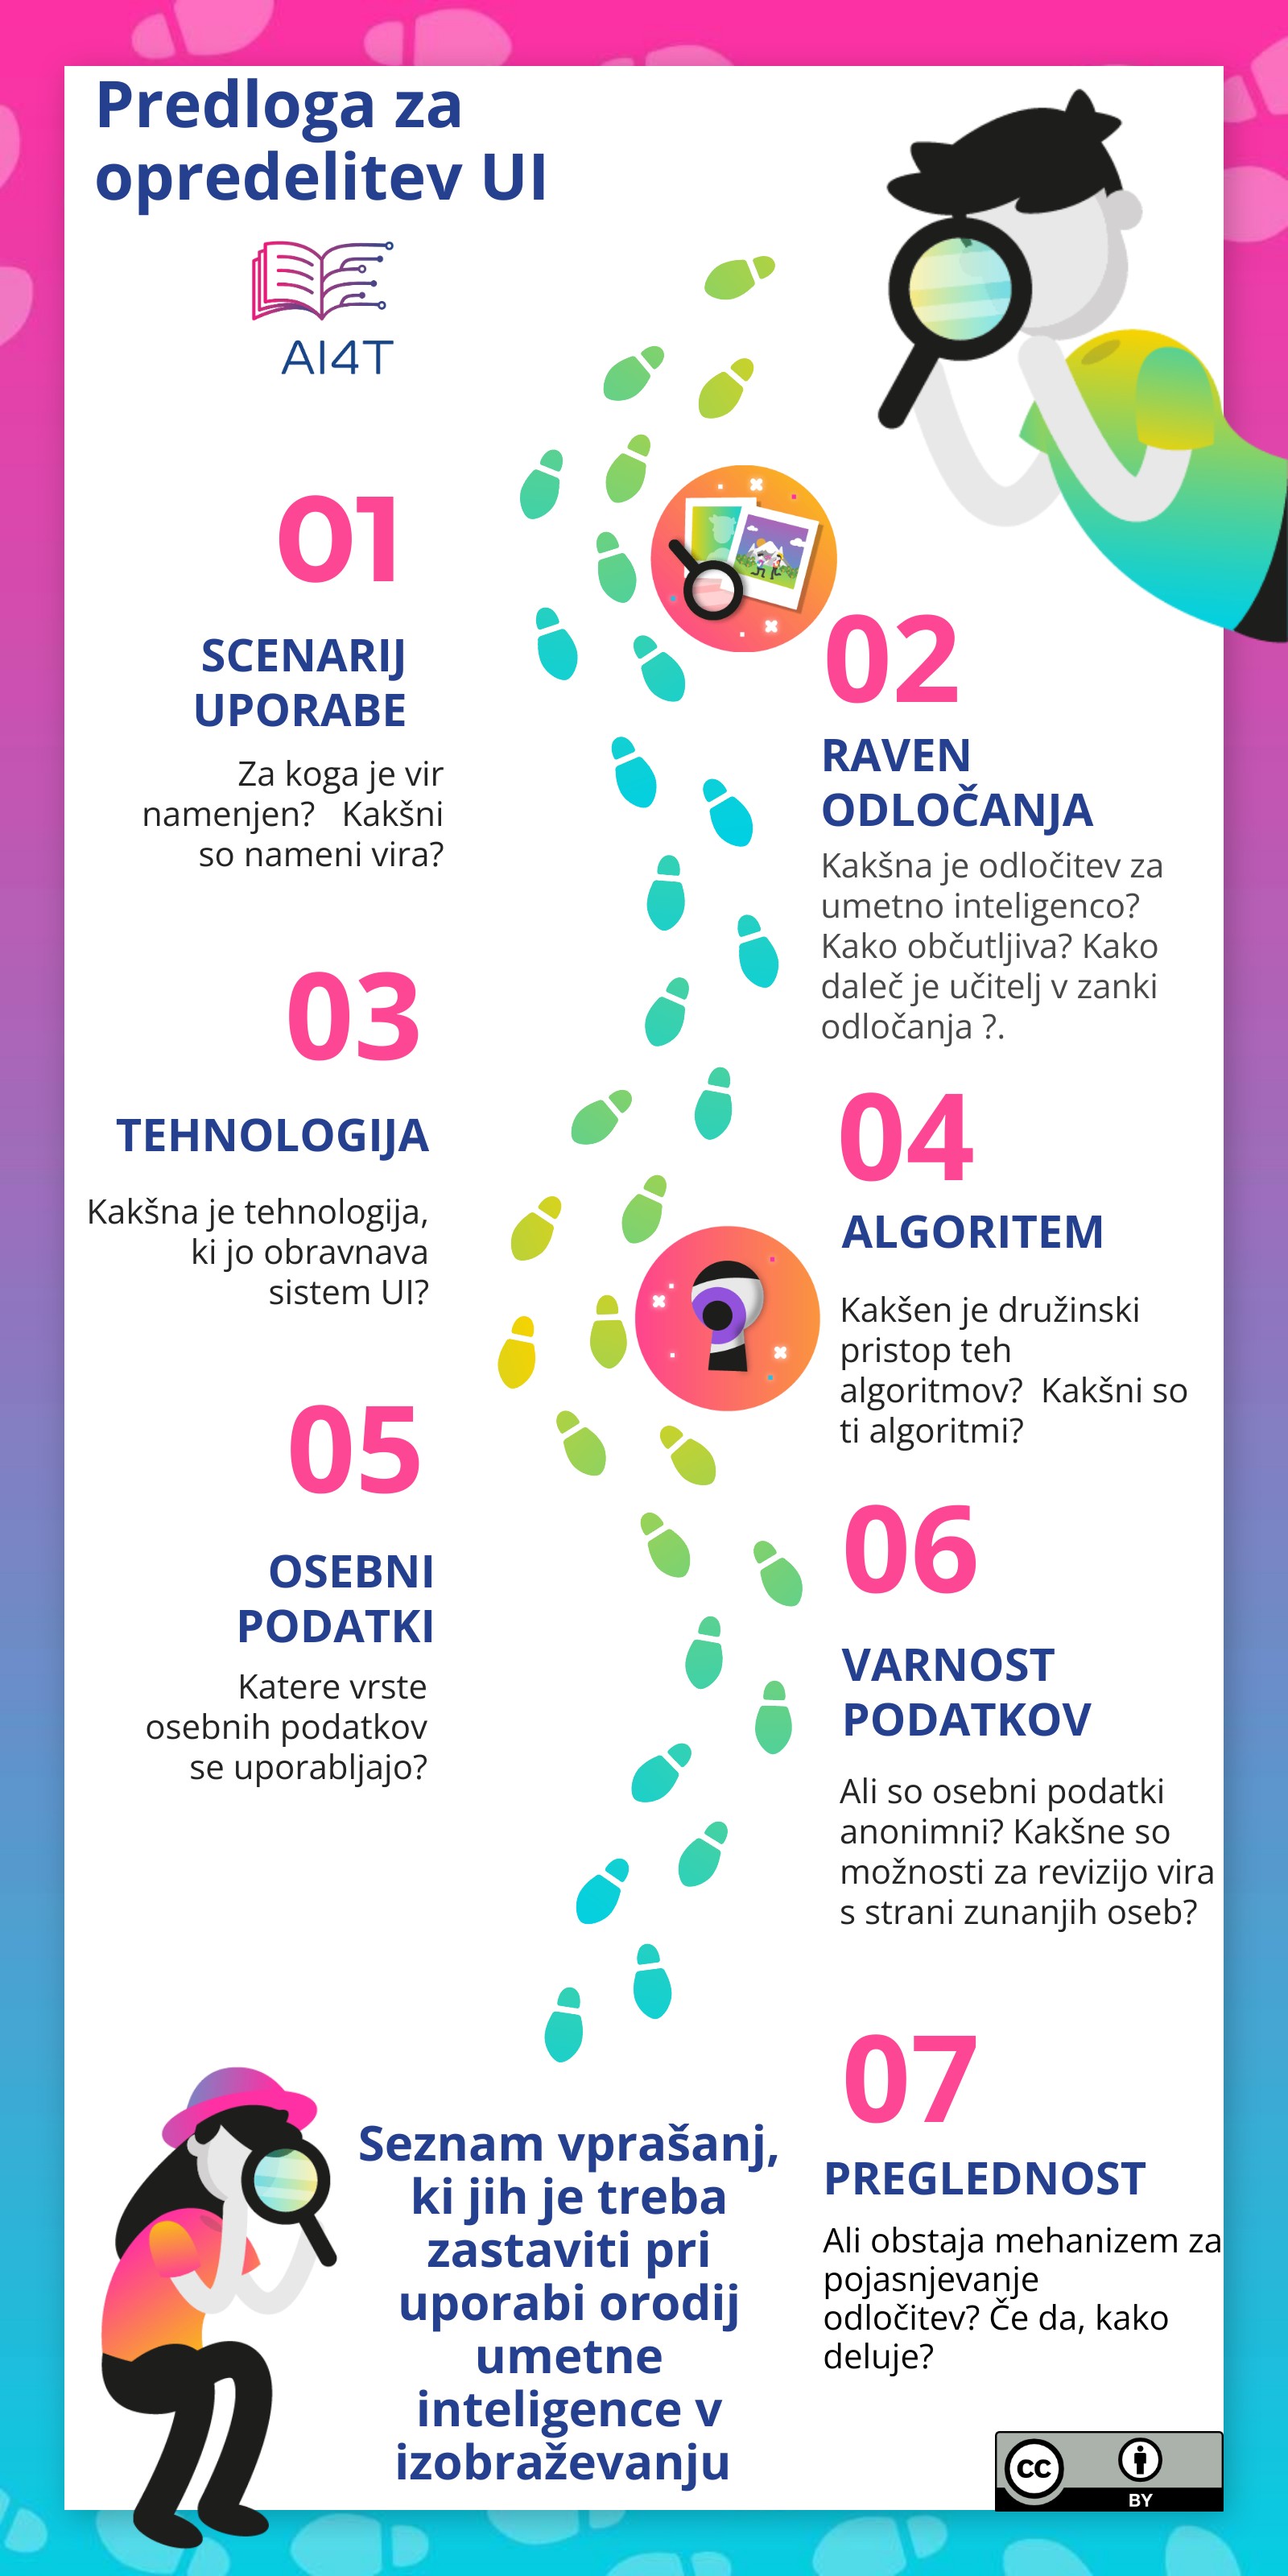 Predloga za
opredelitev UI
AI4T
01
SCENARIJ
UPORABE
Za koga je vir
namenjen?   Kakšni
so nameni vira?
02
RAVEN
ODLOČANJA
Kakšna je odločitev za
umetno inteligenco?
Kako občutljiva? Kako
daleč je učitelj v zanki
odločanja ?.
03
TEHNOLOGIJA
Kakšna je tehnologija,
ki jo obravnava
sistem UI?
04
ALGORITEM
Kakšen je družinski
pristop teh
algoritmov?  Kakšni so
ti algoritmi?
05
OSEBNI
PODATKI
Katere vrste
osebnih podatkov
se uporabljajo?
06
VARNOST
PODATKOV
Ali so osebni podatki
anonimni? Kakšne so
možnosti za revizijo vira
s strani zunanjih oseb?
07
PREGLEDNOST
Ali obstaja mehanizem za
pojasnjevanje
odločitev? Če da, kako
deluje?
Seznam vprašanj,
ki jih je treba
zastaviti pri
uporabi orodij
umetne
inteligence v
izobraževanju
cc
BY